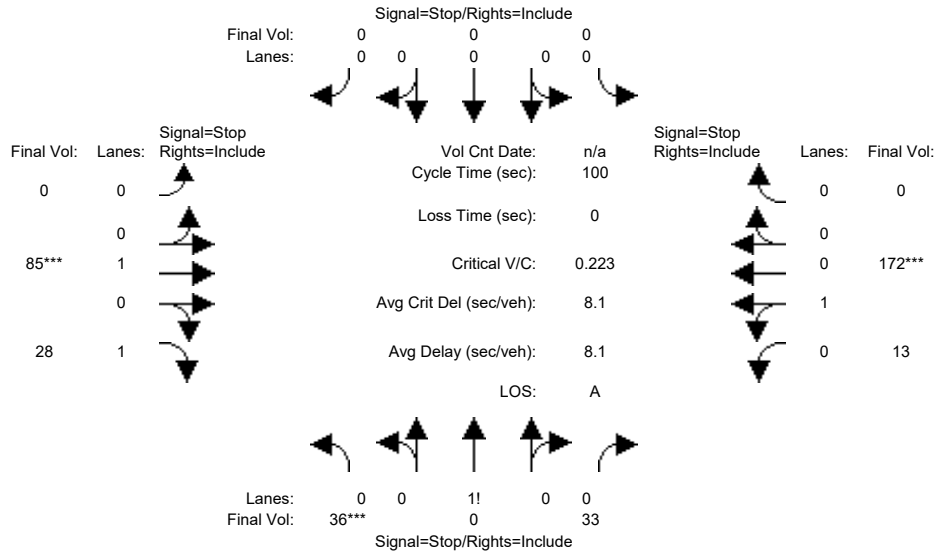 Signal=Stop/Rights=Include
Final Vol: 0 0 0
Lanes: 0 0 0 0 0
Signal=Stop Signal=Stop
Final Vol: Lanes: Rights=Include Vol Cnt Date: n/a Rights=Include Lanes: Final Vol:
Cycle Time (sec): 100
0 0 0 0
Loss Time (sec): 0
0 0
85*** 1 Critical V/C: 0.223 0 172***
0 Avg Crit Del (sec/veh): 8.1 1
28 1 Avg Delay (sec/veh): 8.1 0 13
LOS: A
Lanes: 0 0 1! 0 0
Final Vol: 36*** 0 33
Signal=Stop/Rights=Include